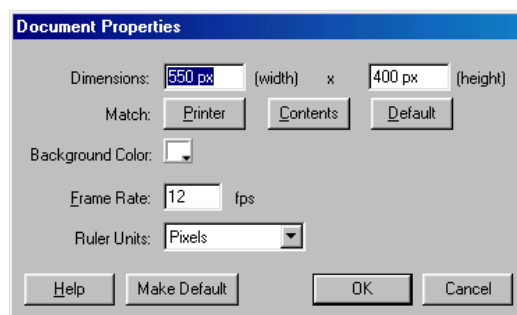 Document Properties
Dimensions: 550 px (width) x 400 px (height)
Match: Printer Contents Default
Background Color:
Frame Rate: 12 fps
Ruler Units: Pixels
Help Make Default OK Cancel